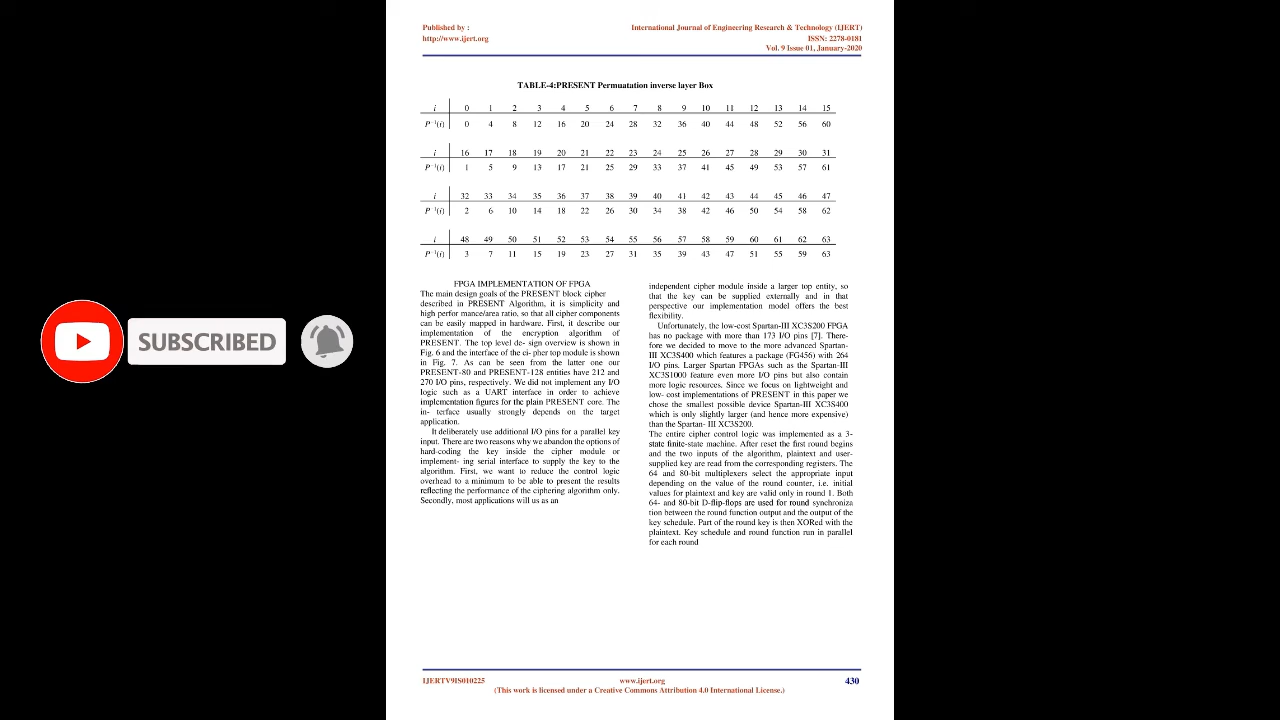 Published by :
http://www.ijert.org
International Journal of Engineering Research & Technology (IJERT)
ISSN: 2278-0181
Vol. 9 Issue 01, January-2020
TABLE-4:PRESENT Permuatation inverse layer Box
i 0 1 2 3 4 5 6 7 8 9 10 11 12 13 14 15
P⁻¹(i) 0 4 8 12 16 20 24 28 32 36 40 44 48 52 56 60
i 16 17 18 19 20 21 22 23 24 25 26 27 28 29 30 31
P⁻¹(i) 1 5 9 13 17 21 25 29 33 37 41 45 49 53 57 61
i 32 33 34 35 36 37 38 39 40 41 42 43 44 45 46 47
P⁻¹(i) 2 6 10 14 18 22 26 30 34 38 42 46 50 54 58 62
i 48 49 50 51 52 53 54 55 56 57 58 59 60 61 62 63
P⁻¹(i) 3 7 11 15 19 23 27 31 35 39 43 47 51 55 59 63
FPGA IMPLEMENTATION OF FPGA
The main design goals of the PRESENT block cipher
described in PRESENT Algorithm, it is simplicity and
high perfor mance/area ratio, so that all cipher components
can be easily mapped in hardware. First, it describe our
implementation of the encryption algorithm of
PRESENT. The top level de- sign overview is shown in
Fig. 6 and the interface of the ci- pher top module is shown
in Fig. 7. As can be seen from the latter one our
PRESENT-80 and PRESENT-128 entities have 212 and
270 I/O pins, respectively. We did not implement any I/O
logic such as a UART interface in order to achieve
implementation figures for the plain PRESENT core. The
in- terface usually strongly depends on the target
application.
It deliberately use additional I/O pins for a parallel key
input. There are two reasons why we abandon the options of
hard-coding the key inside the cipher module or
implement- ing serial interface to supply the key to the
algorithm. First, we want to reduce the control logic
overhead to a minimum to be able to present the results
reflecting the performance of the ciphering algorithm only.
Secondly, most applications will us as an
independent cipher module inside a larger top entity, so
that the key can be supplied externally and in that
perspective our implementation model offers the best
flexibility.
Unfortunately, the low-cost Spartan-III XC3S200 FPGA
has no package with more than 173 I/O pins [7]. There-
fore we decided to move to the more advanced Spartan-
III XC3S400 which features a package (FG456) with 264
I/O pins. Larger Spartan FPGAs such as the Spartan-III
XC3S1000 feature even more I/O pins but also contain
more logic resources. Since we focus on lightweight and
low- cost implementations of PRESENT in this paper we
chose the smallest possible device Spartan-III XC3S400
which is only slightly larger (and hence more expensive)
than the Spartan- III XC3S200.
The entire cipher control logic was implemented as a 3-
state finite-state machine. After reset the first round begins
and the two inputs of the algorithm, plaintext and user-
supplied key are read from the corresponding registers. The
64 and 80-bit multiplexers select the appropriate input
depending on the value of the round counter, i.e. initial
values for plaintext and key are valid only in round 1. Both
64- and 80-bit D-flip-flops are used for round synchroniza
tion between the round function output and the output of the
key schedule. Part of the round key is then XORed with the
plaintext. Key schedule and round function run in parallel
for each round
SUBSCRIBED
IJERTV9IS010225
www.ijert.org
430
(This work is licensed under a Creative Commons Attribution 4.0 International License.)